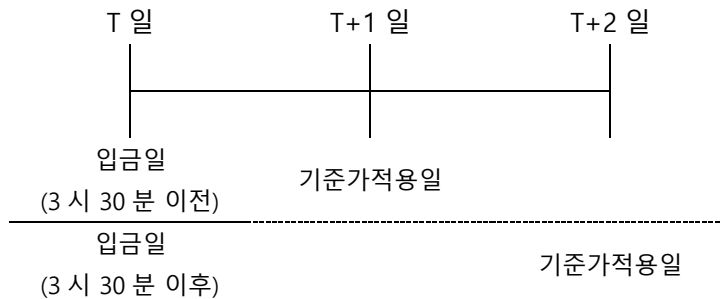 T 일 T+1 일 T+2 일
입금일
(3 시 30 분 이전)
기준가적용일
입금일
(3 시 30 분 이후)
기준가적용일